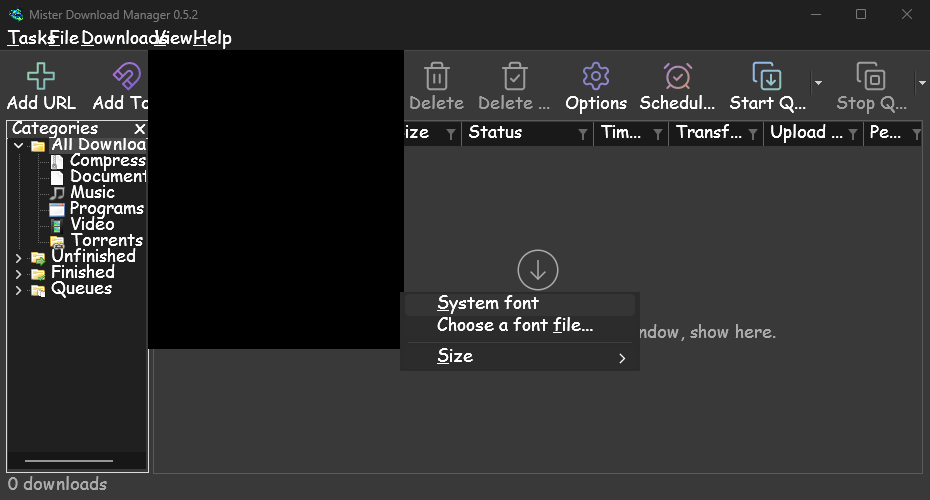 Mister Download Manager 0.5.2
Tasks File Downloads View Help
Add URL Add To Delete Delete ... Options Schedul... Start Q... Stop Q...
Categories X
ize Status Tim... Transf... Upload ... Pe...
All Downloa
Compress
Document
Music
Programs
Video
Torrents
Unfinished
Finished
Queues
System font
Choose a font file...
Size
ndow, show here.
0 downloads